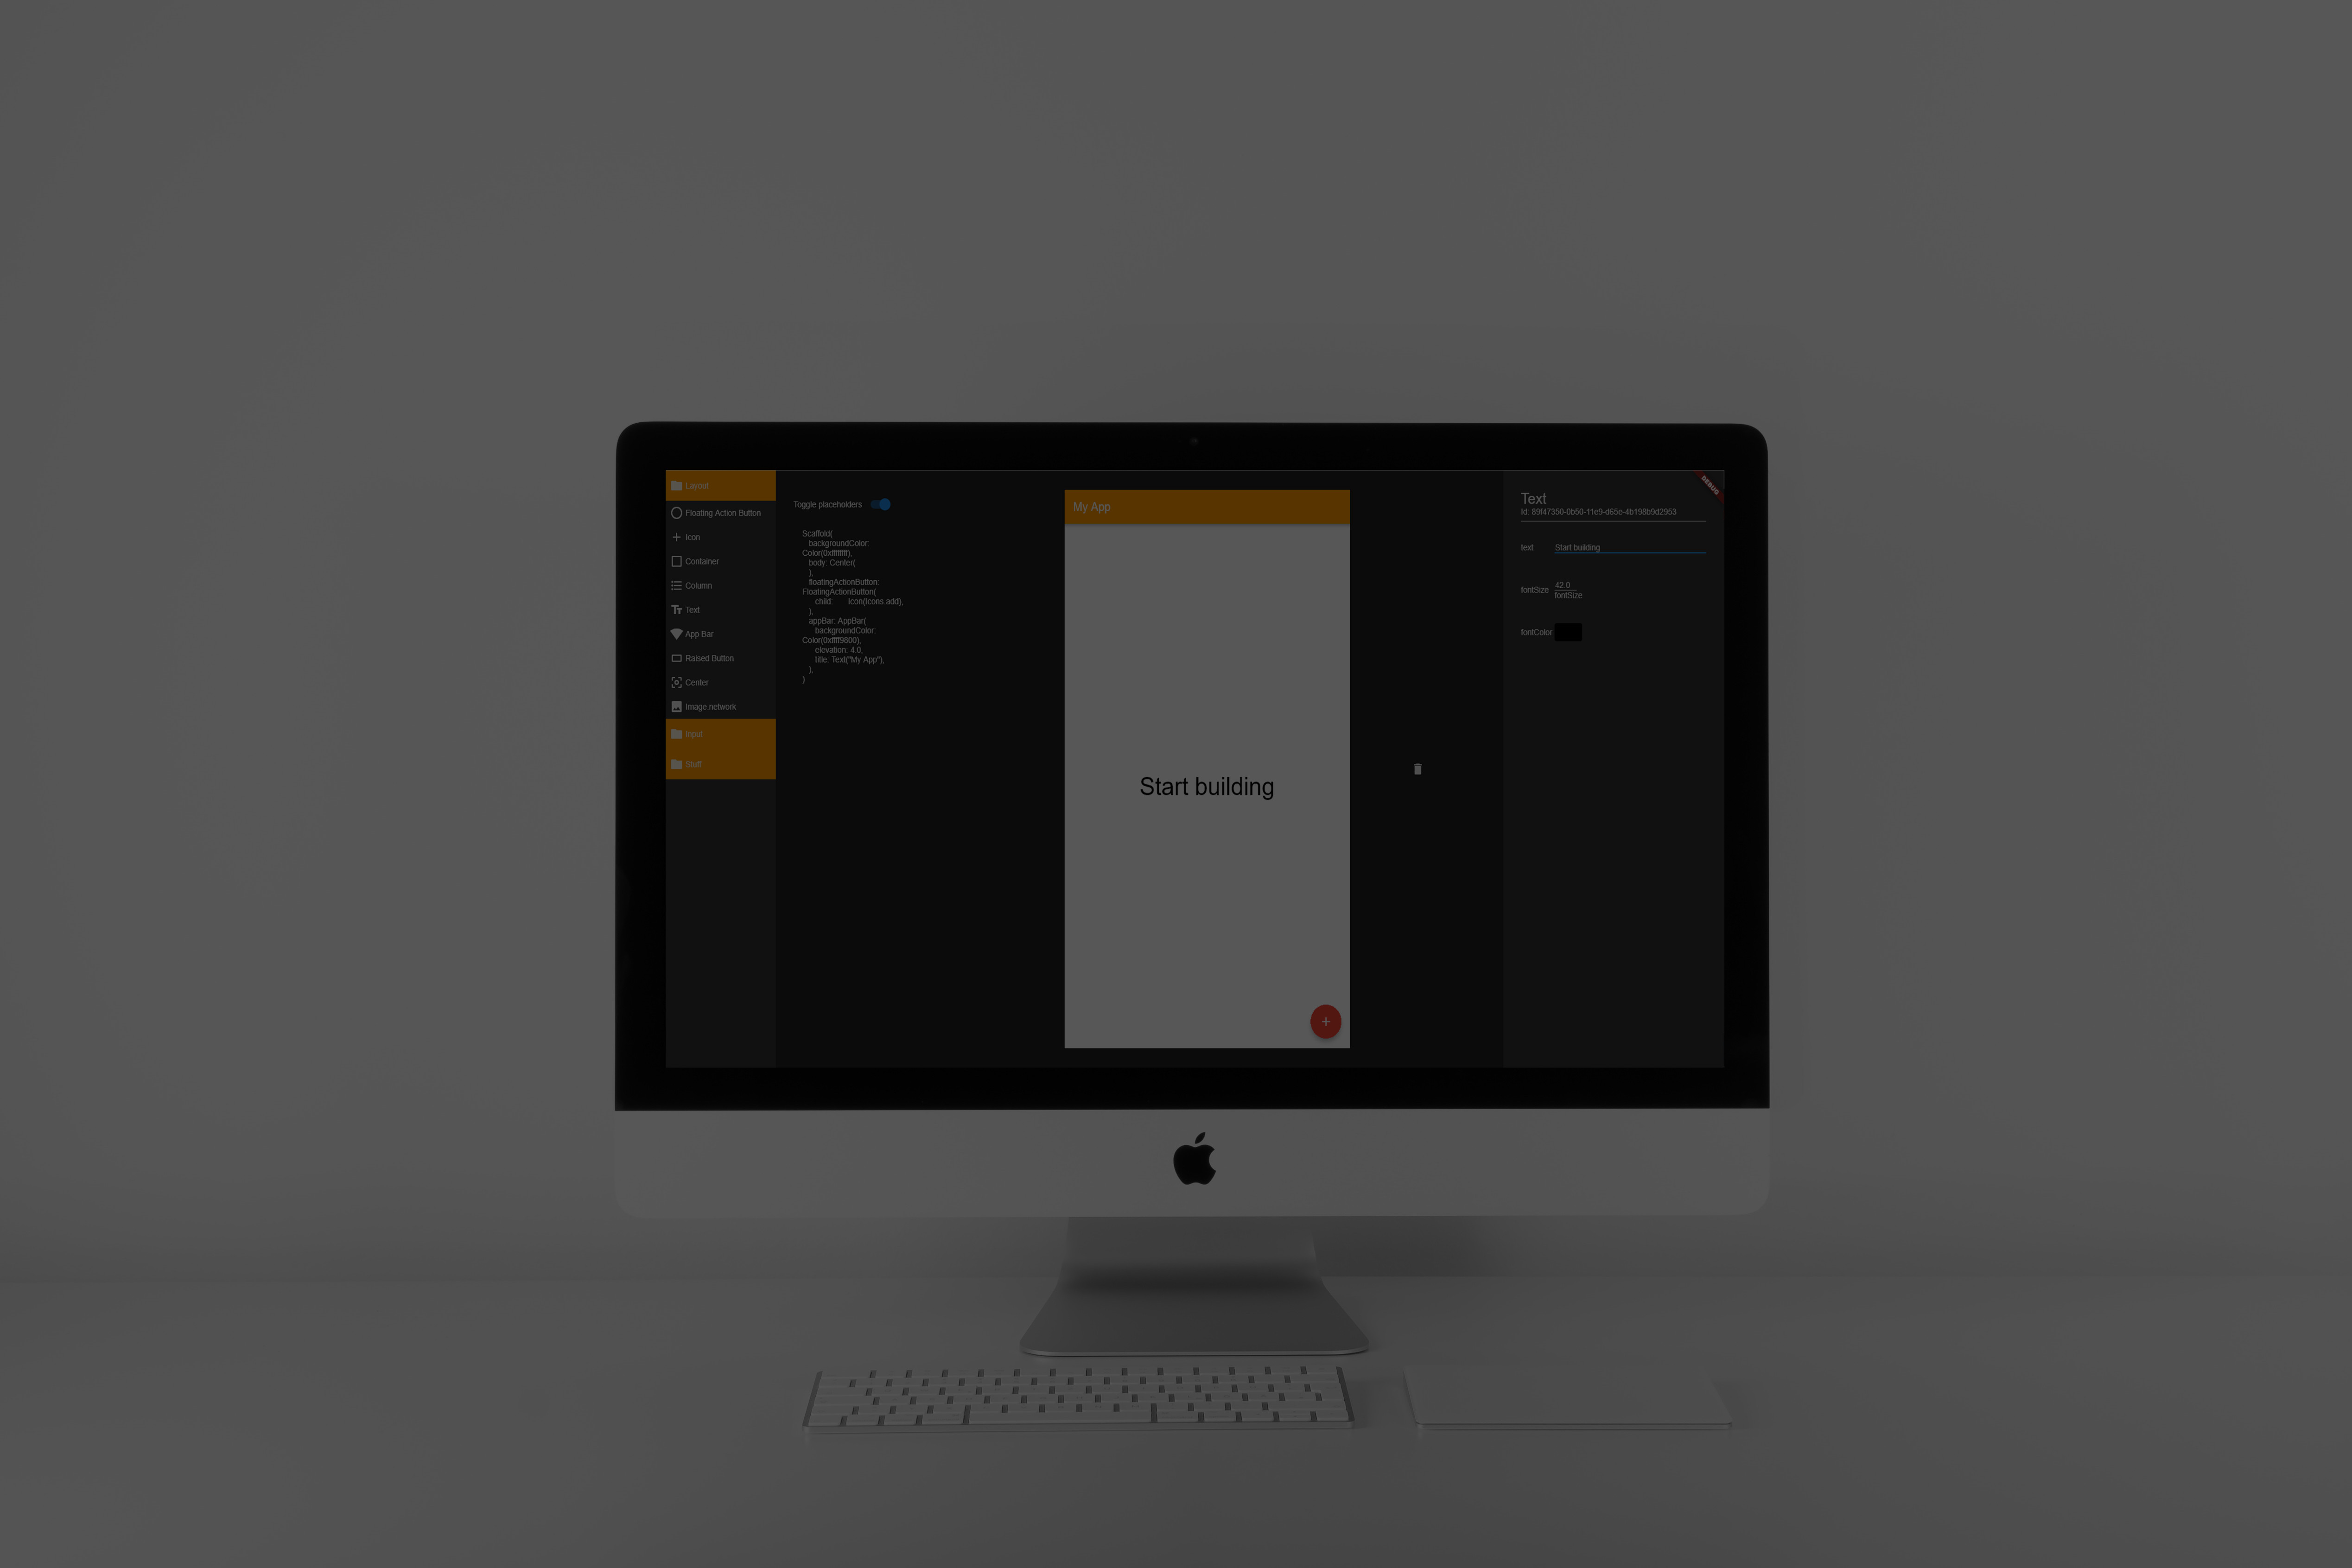 Layout
Floating Action Button
Icon
Container
Column
Text
App Bar
Raised Button
Center
Image.network
Input
Stuff
Toggle placeholders
Scaffold(
backgroundColor:
Color(0xffffffff),
body: Center(
),
floatingActionButton:
FloatingActionButton(
child: Icon(Icons.add),
),
appBar: AppBar(
backgroundColor:
Color(0xffff9800),
elevation: 4.0,
title: Text("My App"),
),
)
My App
Start building
Text
Id: 89f47350-0b50-11e9-d65e-4b198b9d2953
text Start building
fontSize 42.0
fontSize
fontColor
DEBUG